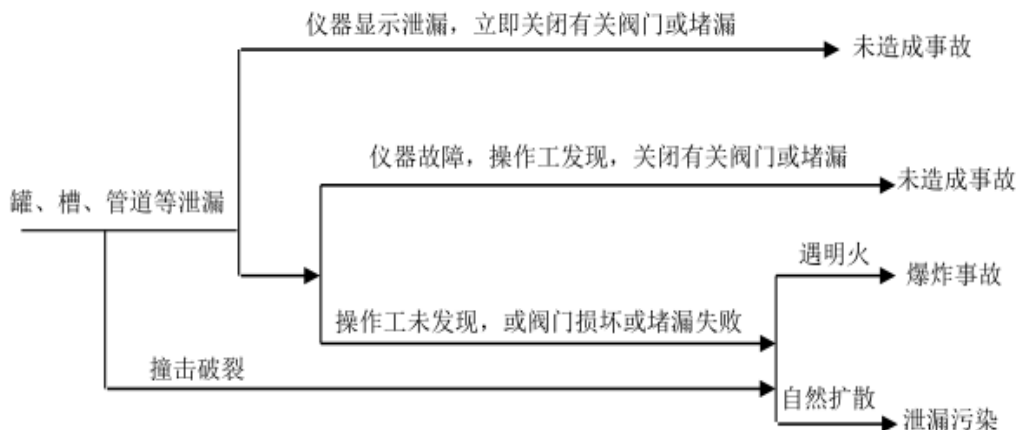 仪器显示泄漏，立即关闭有关阀门或堵漏
未造成事故
仪器故障，操作工发现，关闭有关阀门或堵漏
未造成事故
罐、槽、管道等泄漏
遇明火
爆炸事故
操作工未发现，或阀门损坏或堵漏失败
撞击破裂
自然扩散
泄漏污染